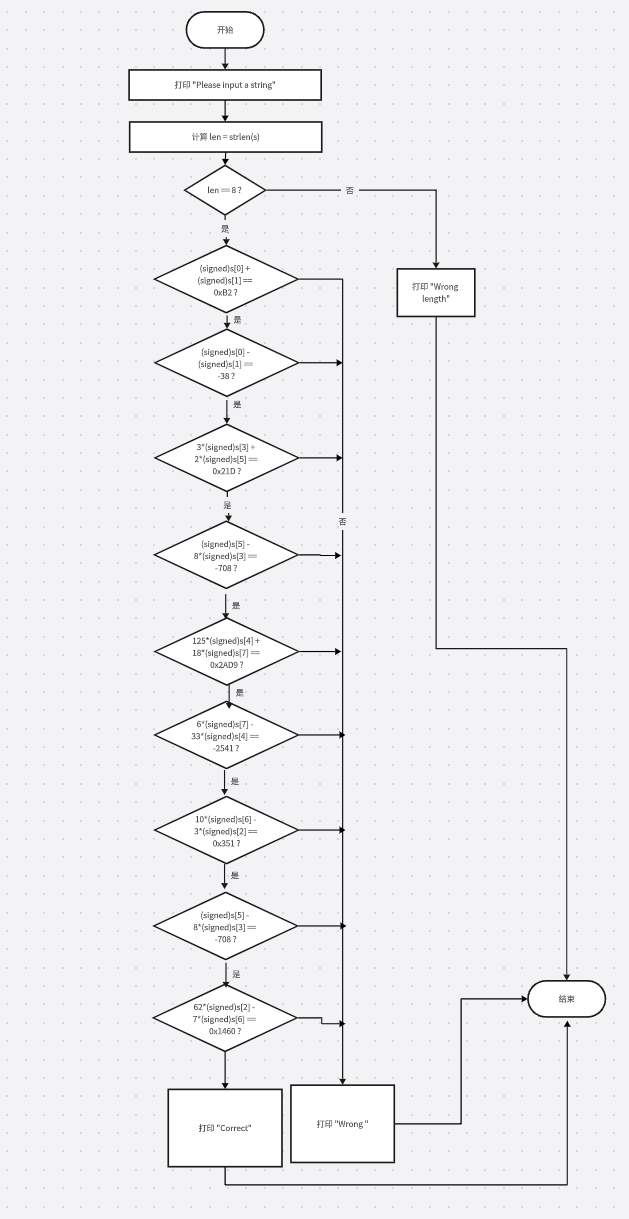 开始
打印 "Please input a string"
计算 len = strlen(s)
len == 8 ?
否
是
(signed)s[0] +
(signed)s[1] ==
0xB2 ?
打印 "Wrong
length"
是
(signed)s[0] -
(signed)s[1] ==
-38 ?
是
3*(signed)s[3] +
2*(signed)s[5] ==
0x21D ?
是
否
(signed)s[5] -
8*(signed)s[3] ==
-708 ?
是
125*(signed)s[4] +
18*(signed)s[7] ==
0x2AD9 ?
是
6*(signed)s[7] -
33*(signed)s[4] ==
-2541 ?
是
10*(signed)s[6] -
3*(signed)s[2] ==
0x351 ?
是
(signed)s[5] -
8*(signed)s[3] ==
-708 ?
是
结束
62*(signed)s[2] -
7*(signed)s[6] ==
0x1460 ?
打印 "Correct"
打印 "Wrong "